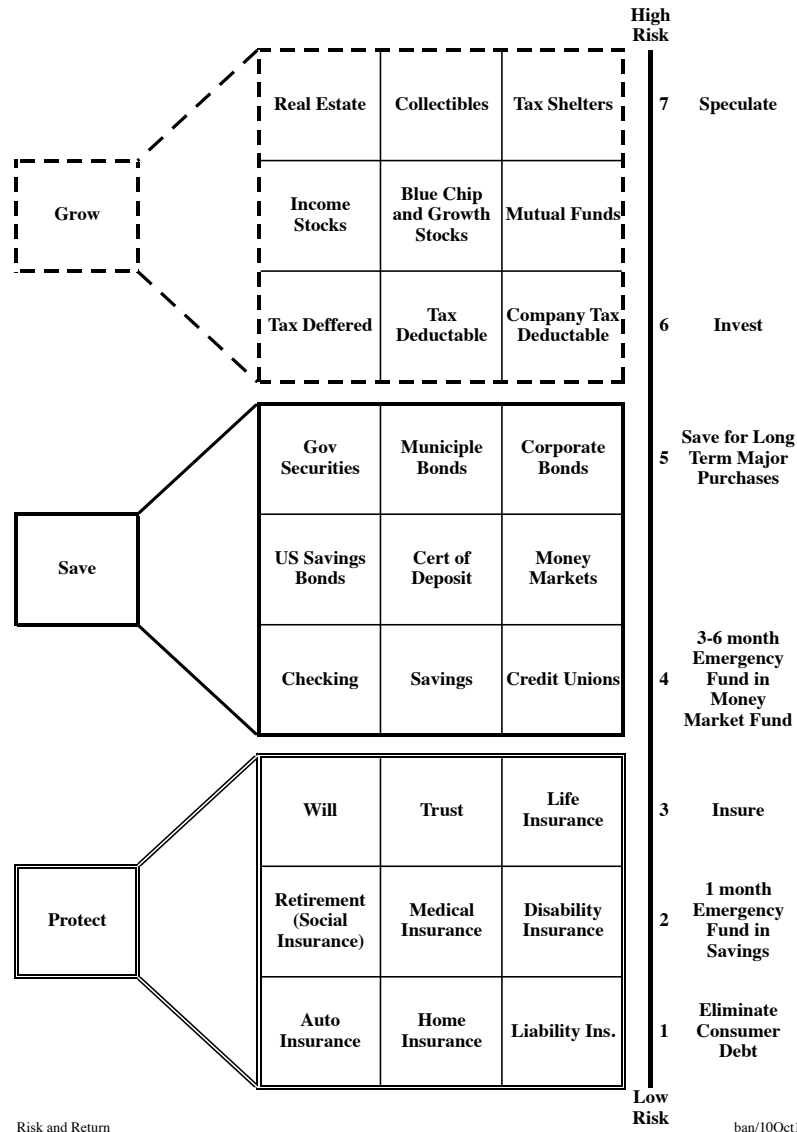 High
Risk
Real Estate
Collectibles
Tax Shelters
7
Speculate
Grow
Income
Stocks
Blue Chip
and Growth
Stocks
Mutual Funds
Tax Deffered
Tax
Deductable
Company Tax
Deductable
6
Invest
Gov
Securities
Municiple
Bonds
Corporate
Bonds
5
Save for Long
Term Major
Purchases
Save
US Savings
Bonds
Cert of
Deposit
Money
Markets
Checking
Savings
Credit Unions
4
3-6 month
Emergency
Fund in
Money
Market Fund
Will
Trust
Life
Insurance
3
Insure
Protect
Retirement
(Social
Insurance)
Medical
Insurance
Disability
Insurance
2
1 month
Emergency
Fund in
Savings
Auto
Insurance
Home
Insurance
Liability Ins.
1
Eliminate
Consumer
Debt
Low
Risk
Risk and Return
ban/10Oct1